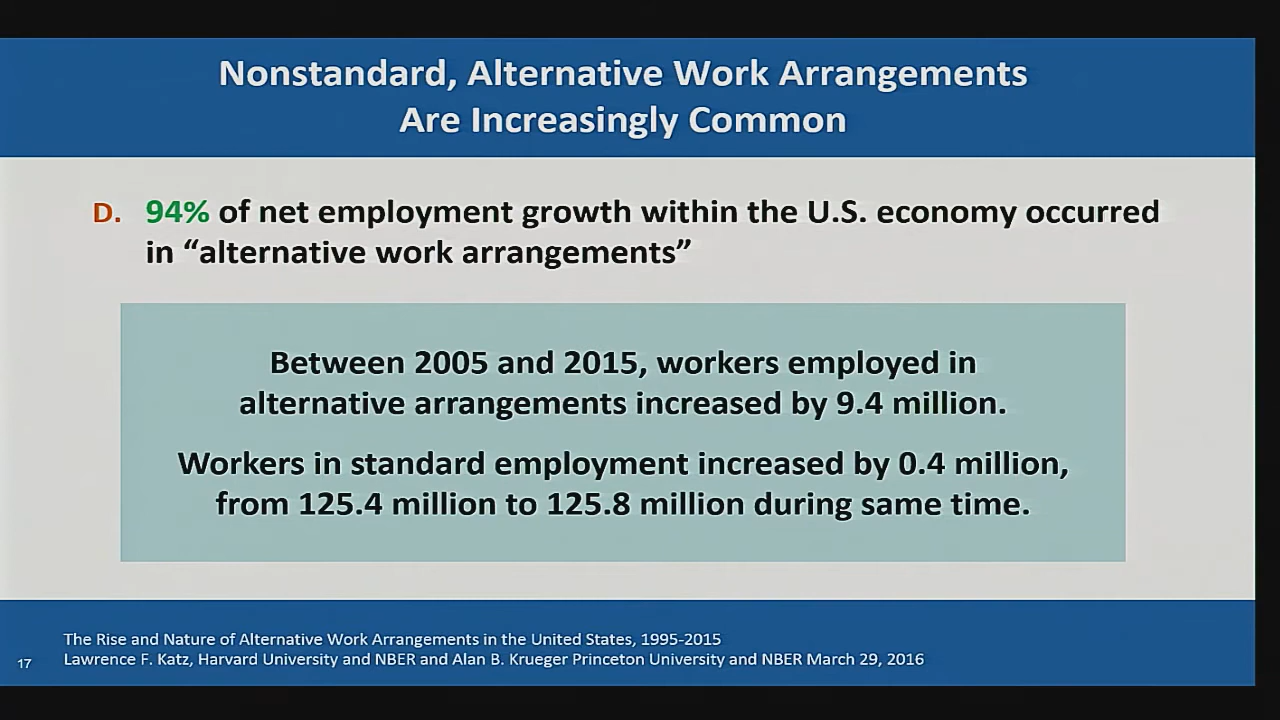 Nonstandard, Alternative Work Arrangements
Are Increasingly Common
D. 94% of net employment growth within the U.S. economy occurred
in “alternative work arrangements”
Between 2005 and 2015, workers employed in
alternative arrangements increased by 9.4 million.
Workers in standard employment increased by 0.4 million,
from 125.4 million to 125.8 million during same time.
The Rise and Nature of Alternative Work Arrangements in the United States, 1995-2015
17 Lawrence F. Katz, Harvard University and NBER and Alan B. Krueger Princeton University and NBER March 29, 2016